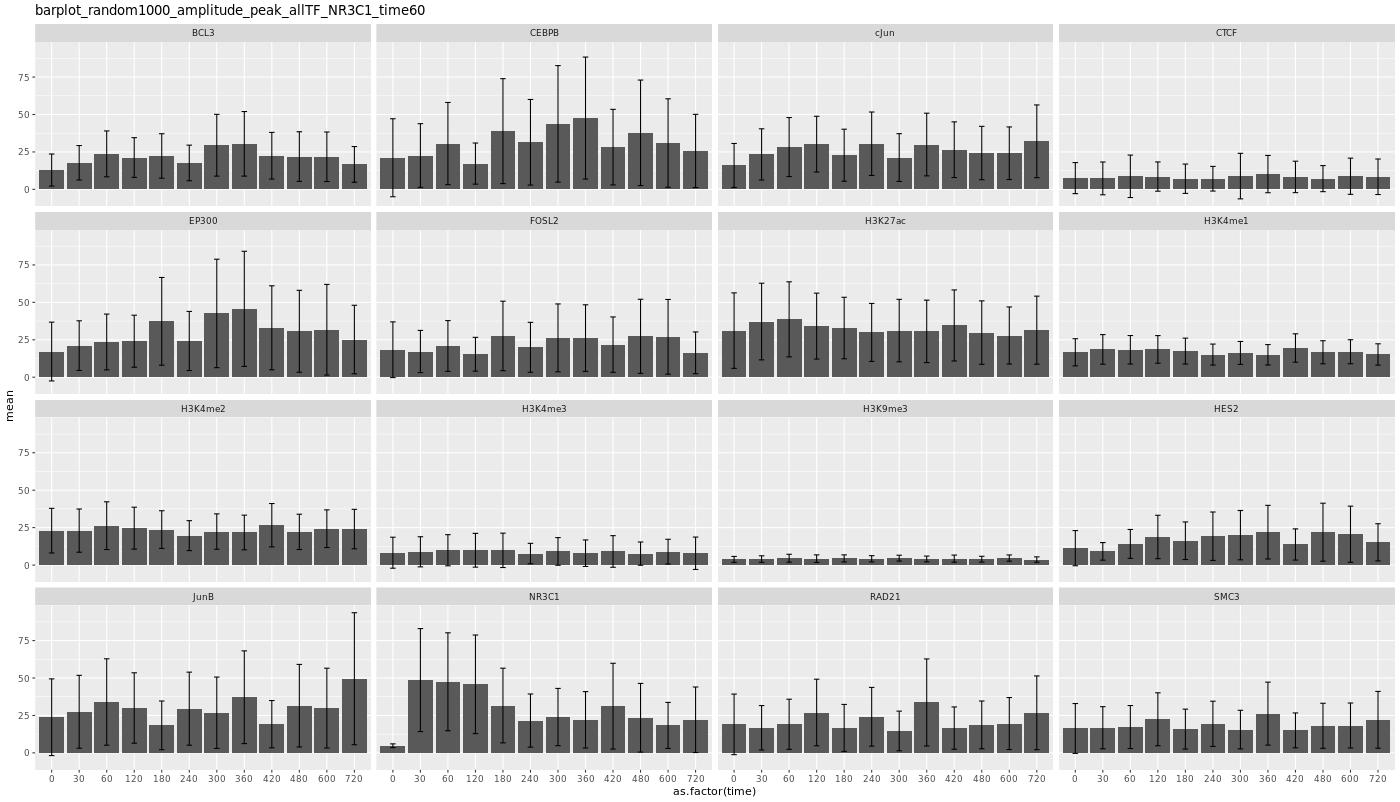 barplot_random1000_amplitude_peak_allTF_NR3C1_time60
BCL3 CEBPB cJun CTCF
75
50
25
0
EP300 FOSL2 H3K27ac H3K4me1
75
50
25
0
mean
H3K4me2 H3K4me3 H3K9me3 HES2
75
50
25
0
JunB NR3C1 RAD21 SMC3
75
50
25
0
0 30 60 120 180 240 300 360 420 480 600 720 0 30 60 120 180 240 300 360 420 480 600 720 0 30 60 120 180 240 300 360 420 480 600 720 0 30 60 120 180 240 300 360 420 480 600 720
as.factor(time)